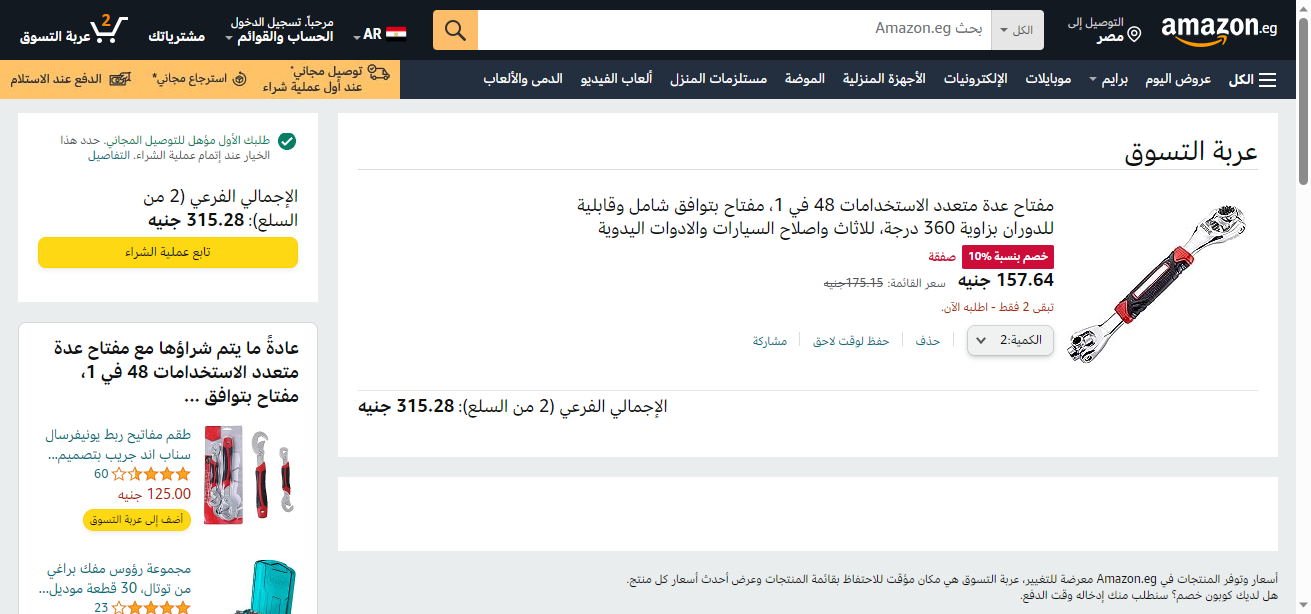 amazon.eg
التوصيل إلى
مصر
الكل
بحث Amazon.eg
AR
مرحباً. تسجيل الدخول
الحساب والقوائم
مشترياتك
2
عربة التسوق
الكل
عروض اليوم
برايم
موبايلات
الإلكترونيات
الأجهزة المنزلية
الموضة
مستلزمات المنزل
ألعاب الفيديو
الدمى والألعاب
توصيل مجاني*
عند أول عملية شراء
استرجاع مجاني*
الدفع عند الاستلام
عربة التسوق
مفتاح عدة متعدد الاستخدامات 48 في 1، مفتاح بتوافق شامل وقابلية
للدوران بزاوية 360 درجة، للاثاث واصلاح السيارات والادوات اليدوية
خصم بنسبة 10% صفقة
157.64 جنيه سعر القائمة: 175.15جنيه
تبقى 2 فقط - اطلبه الآن.
الكمية:2
حذف
حفظ لوقت لاحق
مشاركة
الإجمالي الفرعي (2 من السلع): 315.28 جنيه
أسعار وتوفر المنتجات في Amazon.eg معرضة للتغيير، عربة التسوق هي مكان مؤقت للاحتفاظ بقائمة المنتجات وعرض أحدث أسعار كل منتج.
هل لديك كوبون خصم؟ سنطلب منك إدخاله وقت الدفع.
طلبك الأول مؤهل للتوصيل المجاني. حدد هذا
الخيار عند إتمام عملية الشراء. التفاصيل
الإجمالي الفرعي (2 من
السلع): 315.28 جنيه
تابع عملية الشراء
عادةً ما يتم شراؤها مع مفتاح عدة
متعدد الاستخدامات 48 في 1،
مفتاح بتوافق ...
طقم مفاتيح ربط يونيفرسال
سناب اند جريب بتصميم...
60
125.00 جنيه
أضف إلى عربة التسوق
مجموعة رؤوس مفك براغي
من توتال، 30 قطعة موديل...
23